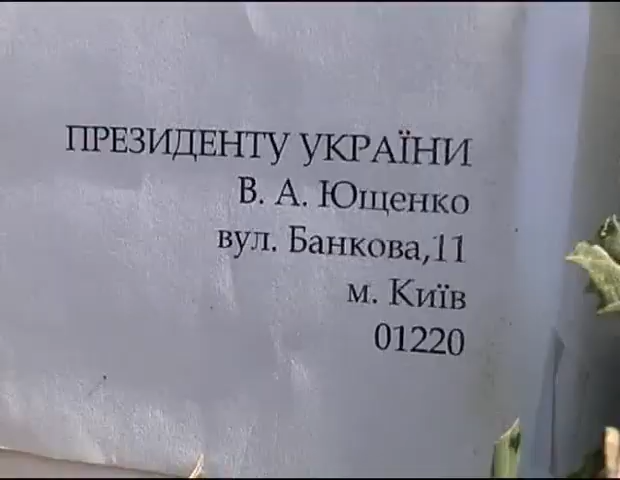 ПРЕЗИДЕНТУ УКРАЇНИ
В. А. Ющенко
вул. Банкова,11
м. Київ
01220